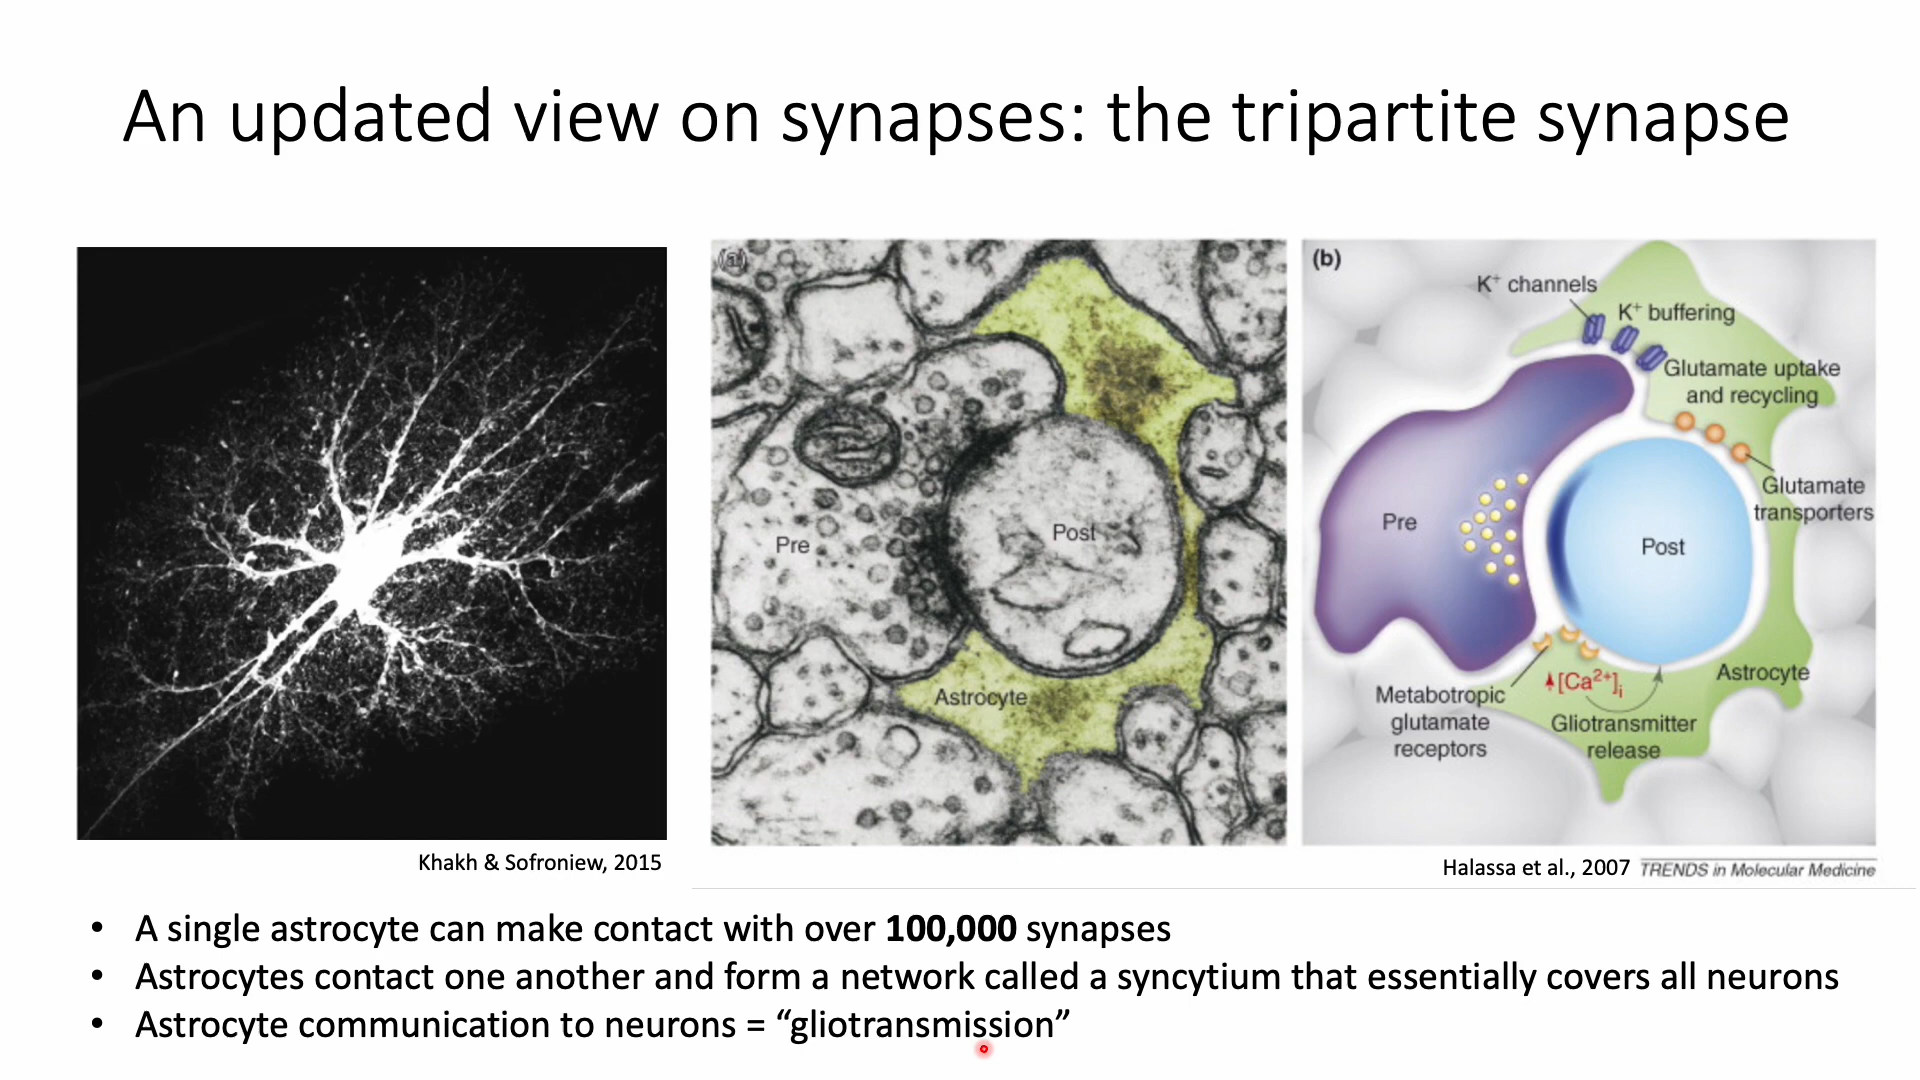 An updated view on synapses: the tripartite synapse
(a)
Pre
Post
Astrocyte
(b)
K⁺ channels
K⁺ buffering
Glutamate uptake
and recycling
Glutamate
transporters
Pre
Post
Astrocyte
[Ca²⁺]ᵢ
Metabotropic
glutamate
receptors
Gliotransmitter
release
Khakh & Sofroniew, 2015
Halassa et al., 2007 TRENDS in Molecular Medicine
• A single astrocyte can make contact with over 100,000 synapses
• Astrocytes contact one another and form a network called a syncytium that essentially covers all neurons
• Astrocyte communication to neurons = “gliotransmission”